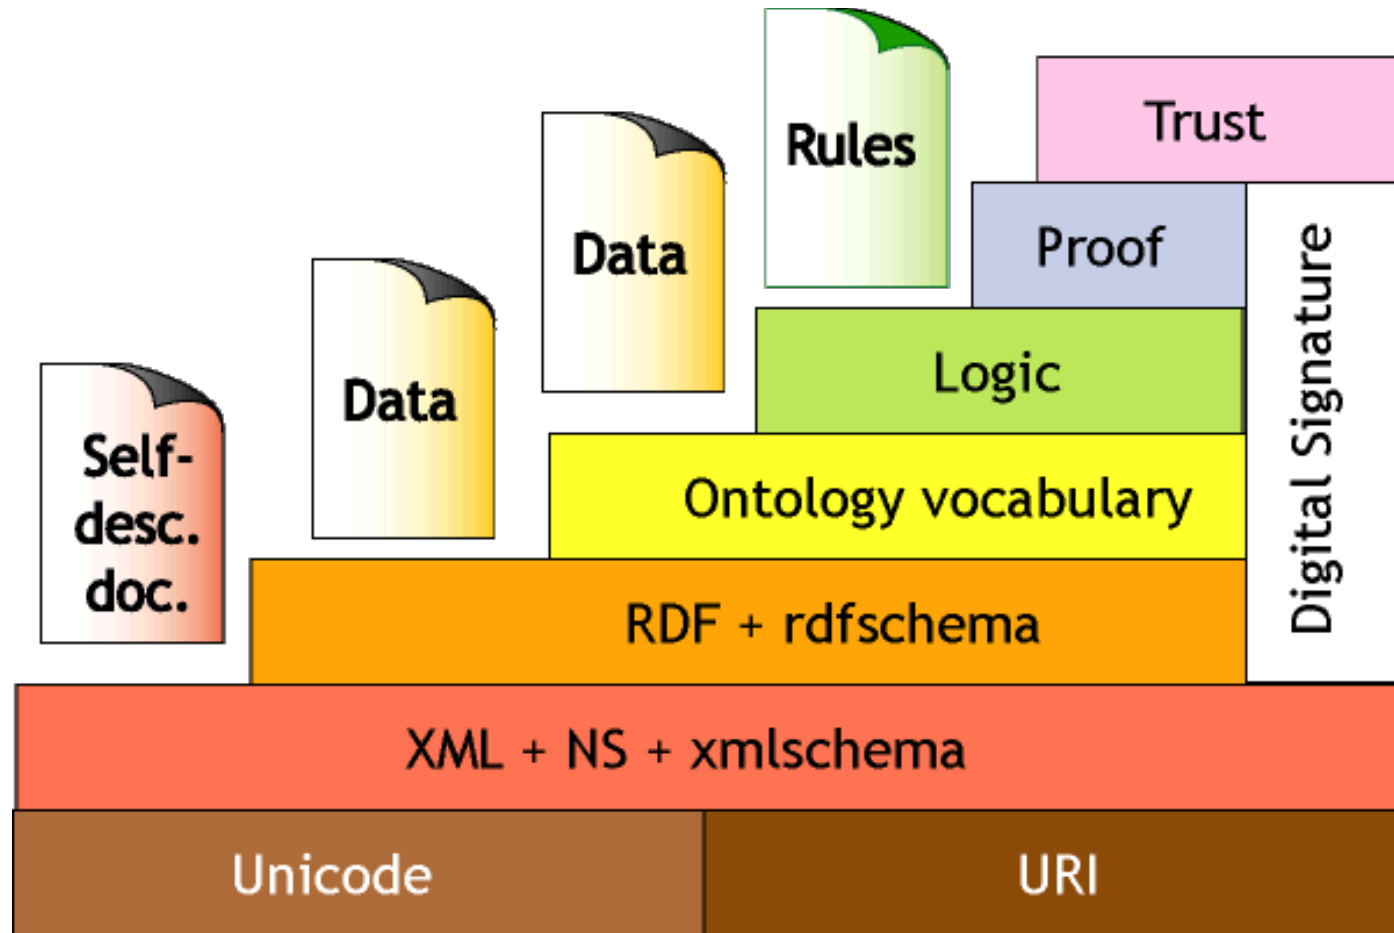 Rules
Trust
Data
Proof
Data
Logic
Self-
desc.
doc.
Ontology vocabulary
Digital Signature
RDF + rdfschema
XML + NS + xmlschema
Unicode
URI